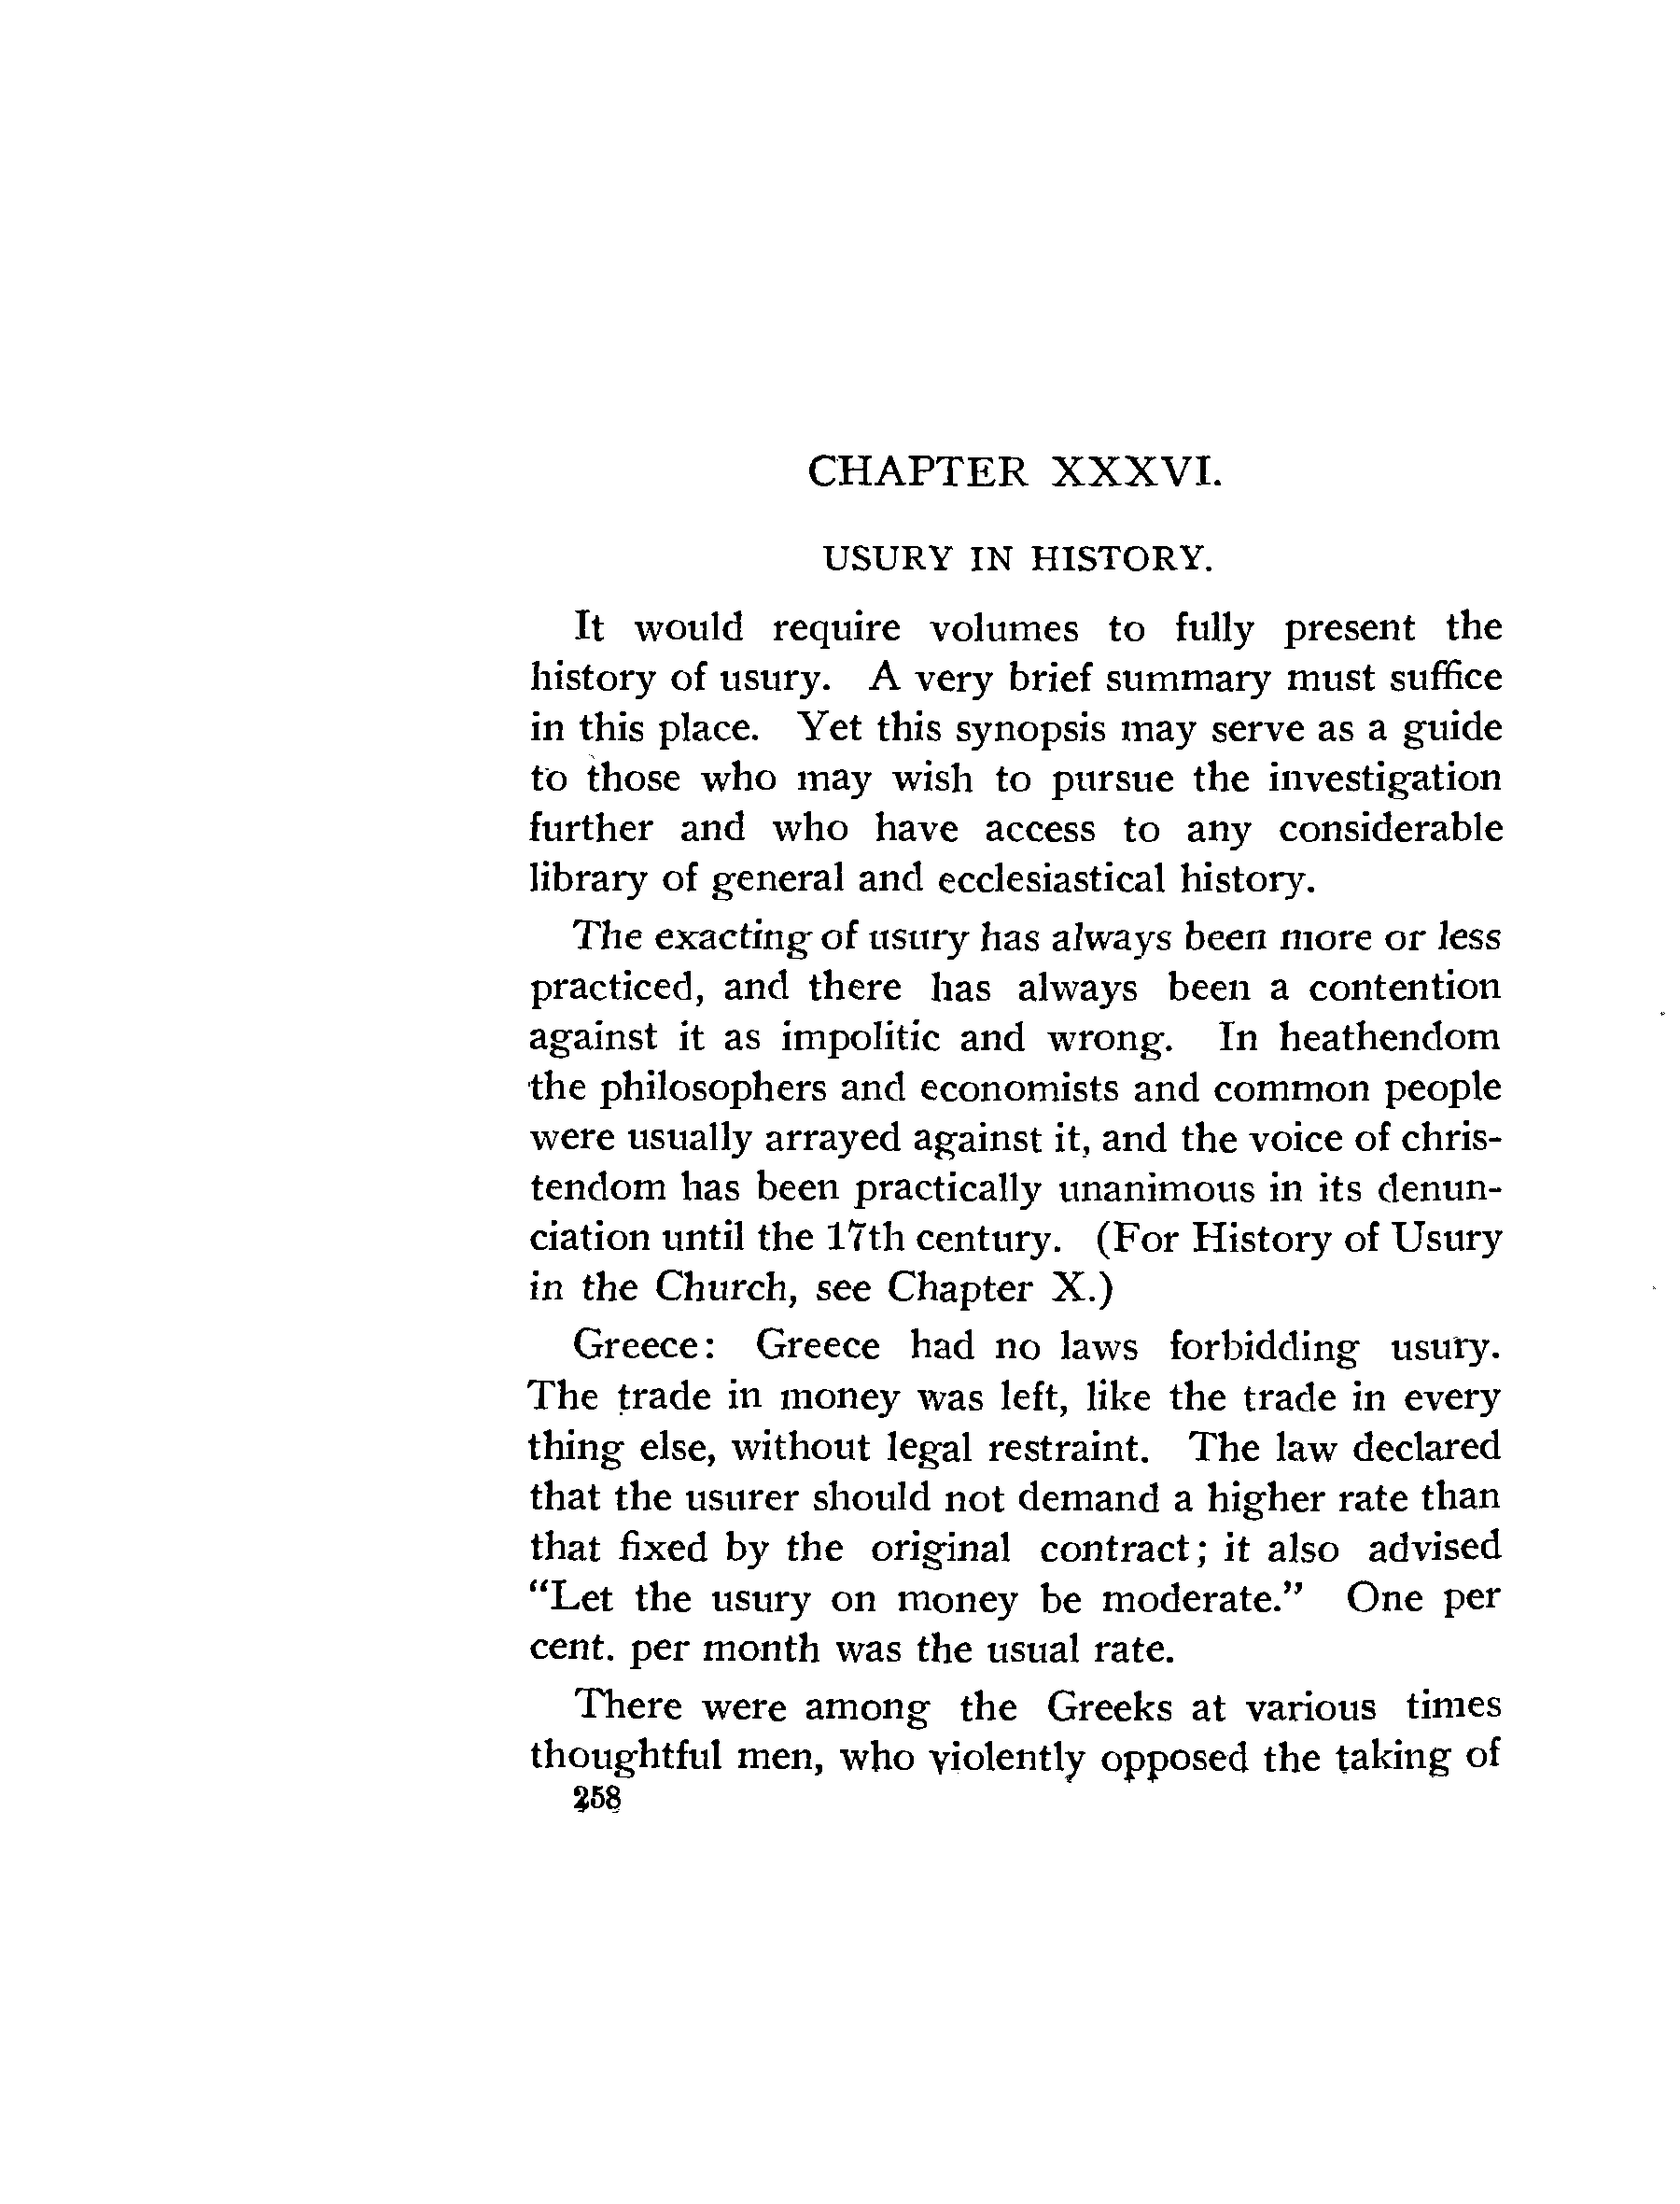 CHAPTER XXXVI.
USURY IN HISTORY.
It would require volumes to fully present the
history of usury. A very brief summary must suffice
in this place. Yet this synopsis may serve as a guide
to those who may wish to pursue the investigation
further and who have access to any considerable
library of general and ecclesiastical history.
The exacting of usury has always been more or less
practiced, and there has always been a contention
against it as impolitic and wrong. In heathendom
the philosophers and economists and common people
were usually arrayed against it, and the voice of chris-
tendom has been practically unanimous in its denun-
ciation until the 17th century. (For History of Usury
in the Church, see Chapter X.)
Greece: Greece had no laws forbidding usury.
The trade in money was left, like the trade in every
thing else, without legal restraint. The law declared
that the usurer should not demand a higher rate than
that fixed by the original contract; it also advised
“Let the usury on money be moderate.” One per
cent. per month was the usual rate.
There were among the Greeks at various times
thoughtful men, who violently opposed the taking of
258